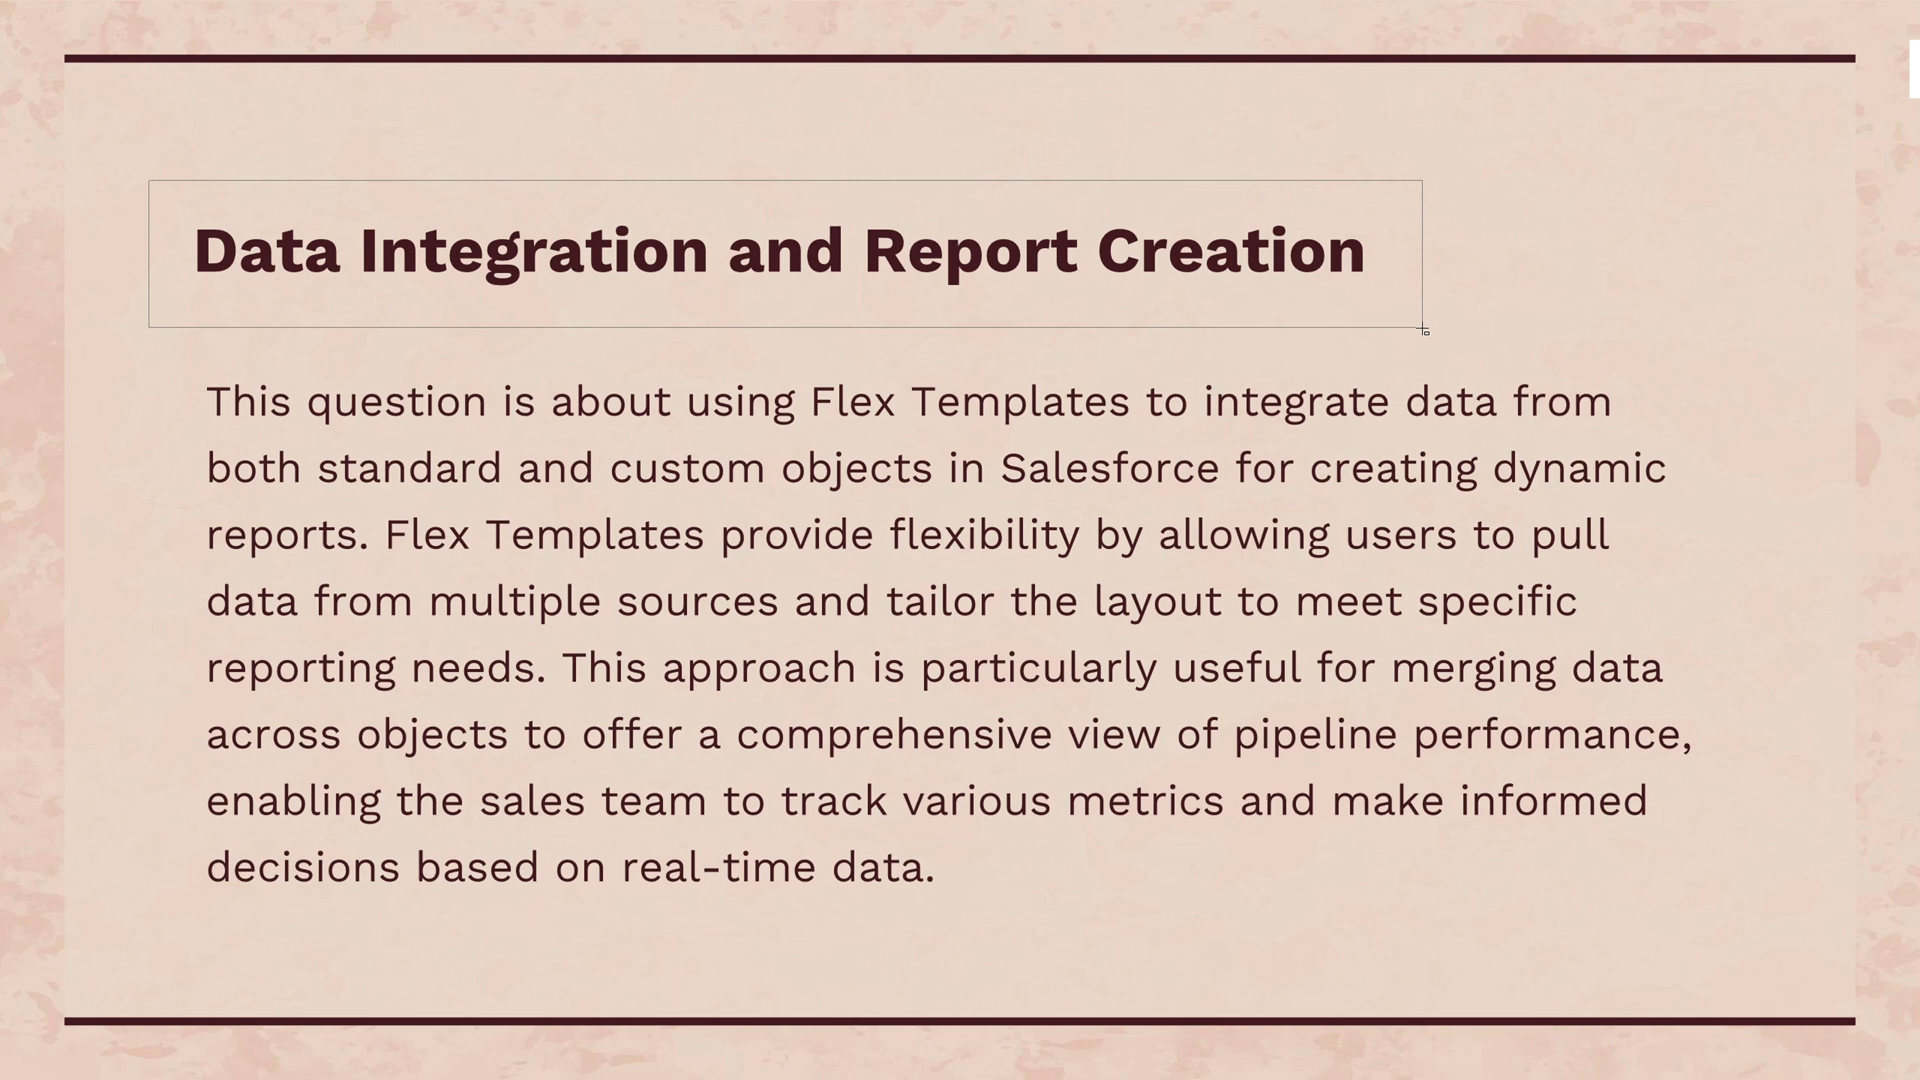 Data Integration and Report Creation
This question is about using Flex Templates to integrate data from
both standard and custom objects in Salesforce for creating dynamic
reports. Flex Templates provide flexibility by allowing users to pull
data from multiple sources and tailor the layout to meet specific
reporting needs. This approach is particularly useful for merging data
across objects to offer a comprehensive view of pipeline performance,
enabling the sales team to track various metrics and make informed
decisions based on real-time data.